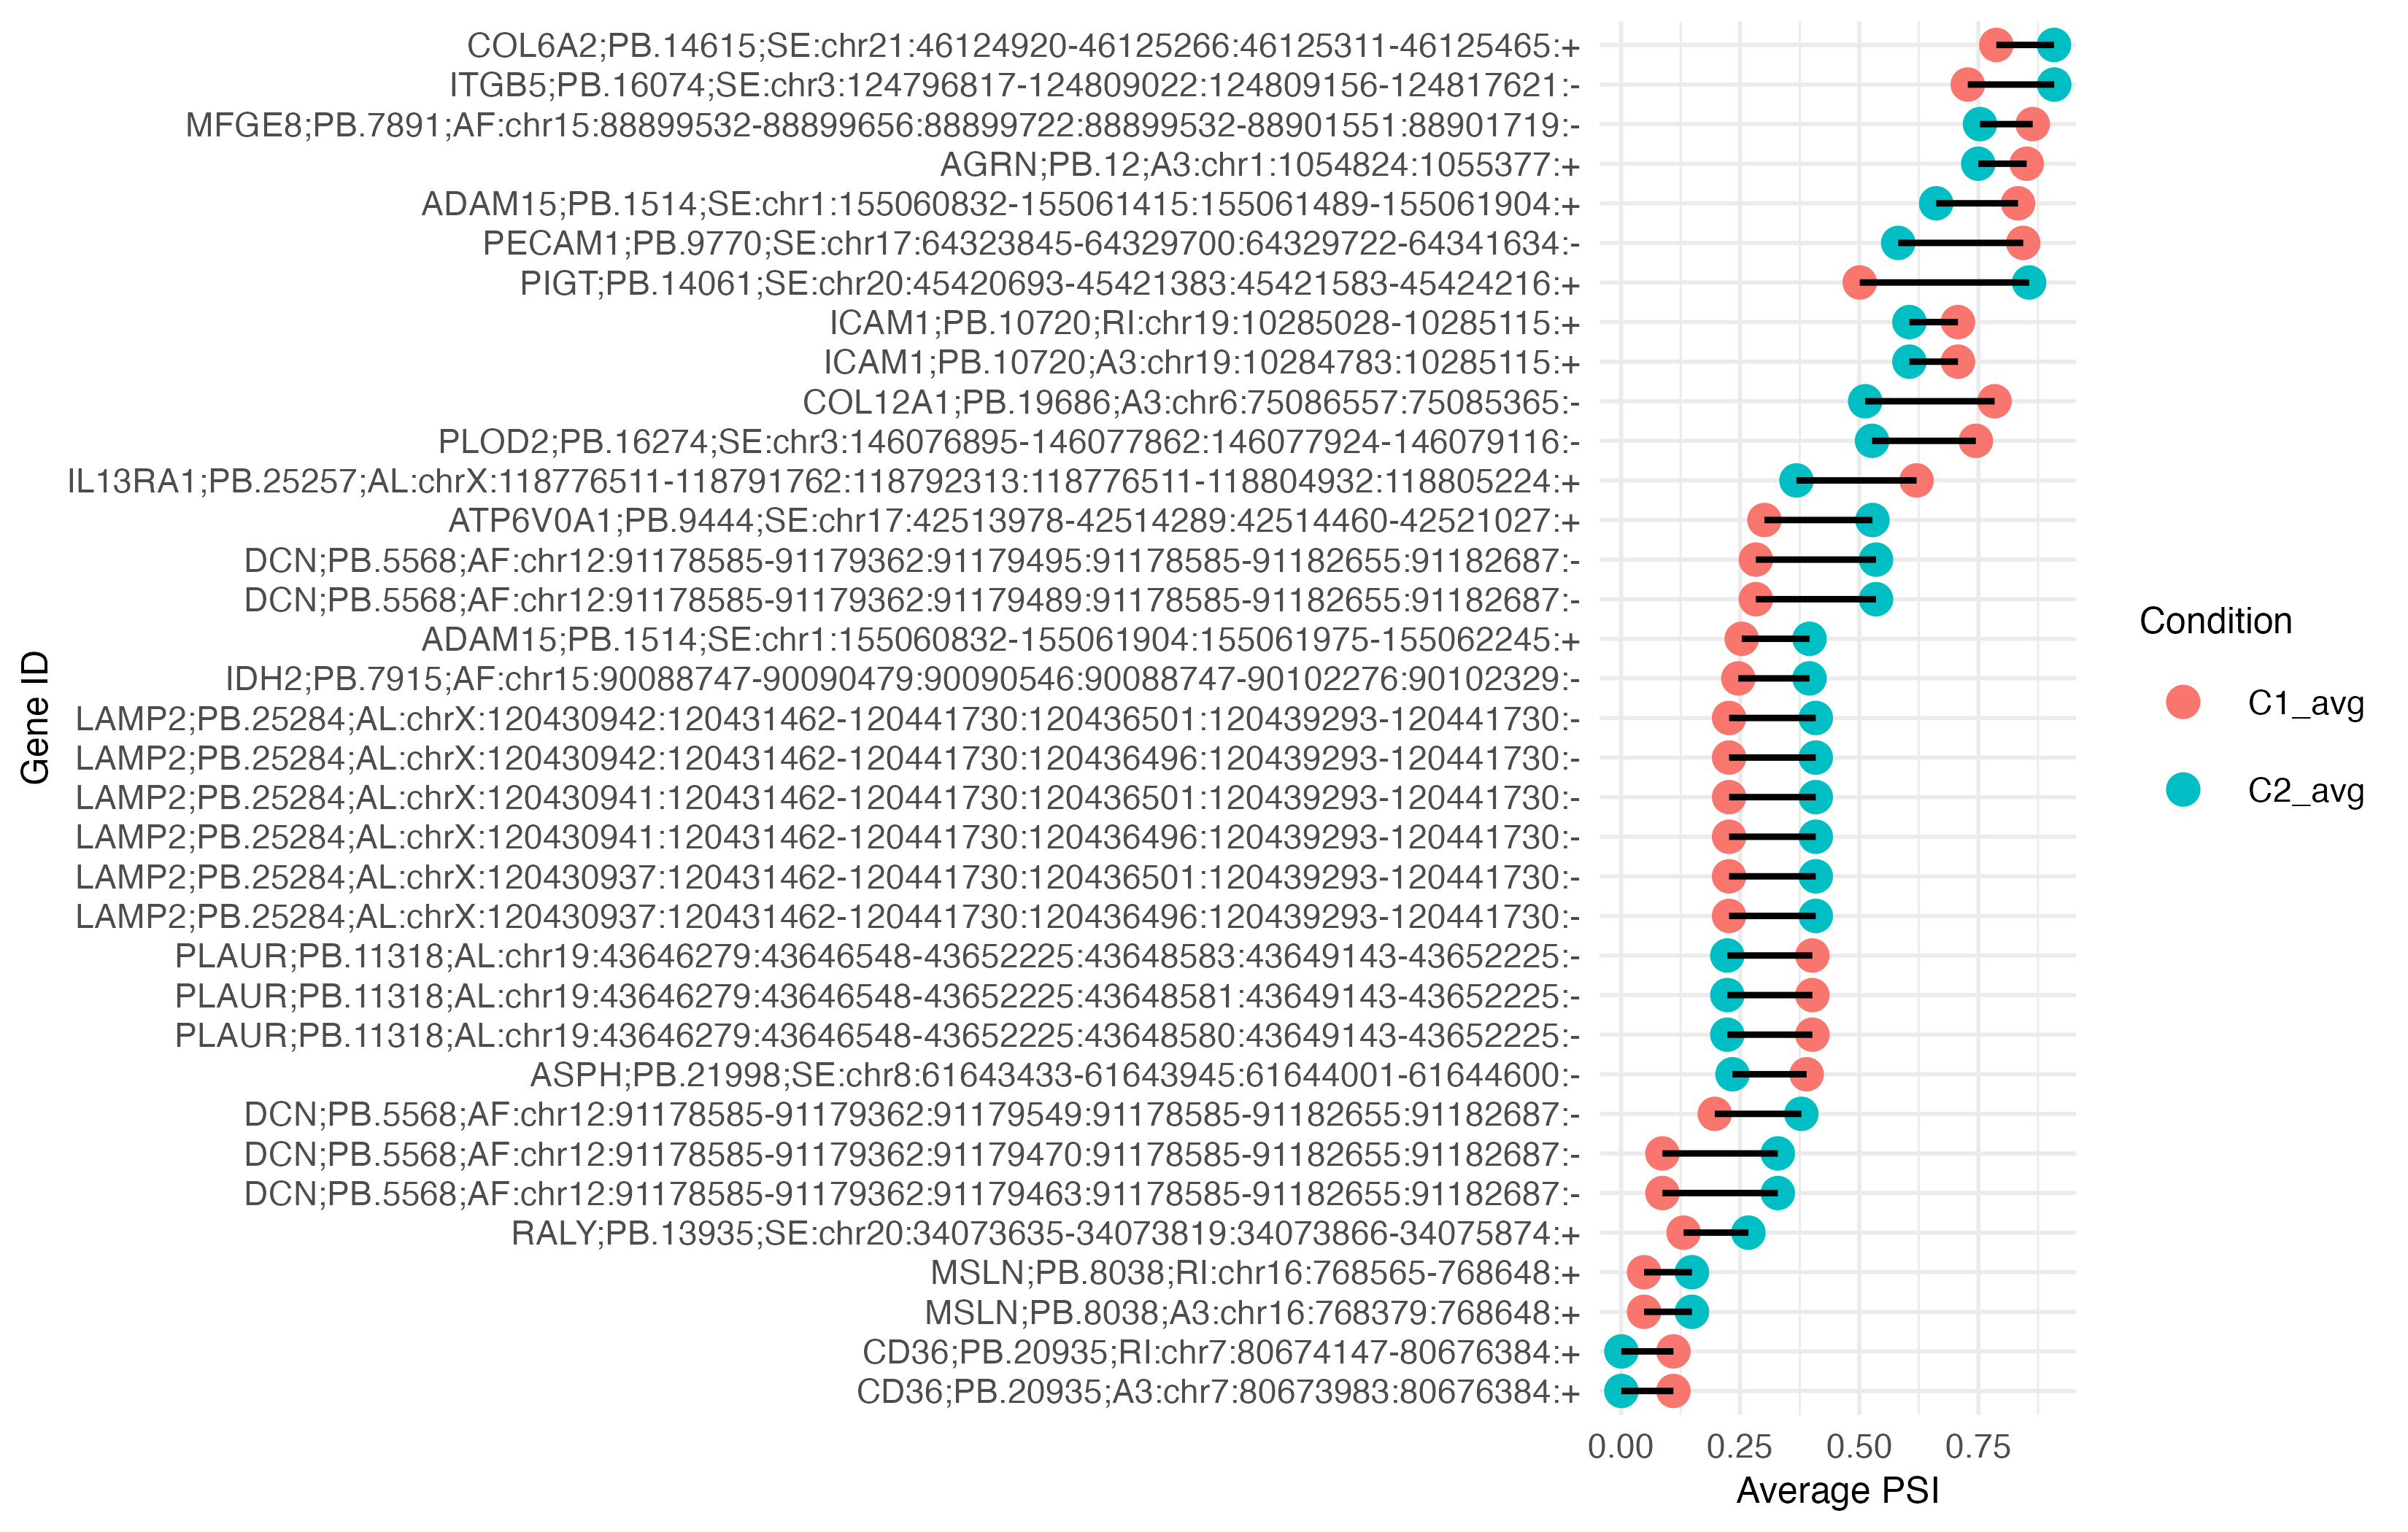 COL6A2;PB.14615;SE:chr21:46124920-46125266:46125311-46125465:+
ITGB5;PB.16074;SE:chr3:124796817-124809022:124809156-124817621:-
MFGE8;PB.7891;AF:chr15:88899532-88899656:88899722:88899532-88901551:88901719:-
AGRN;PB.12;A3:chr1:1054824:1055377:+
ADAM15;PB.1514;SE:chr1:155060832-155061415:155061489-155061904:+
PECAM1;PB.9770;SE:chr17:64323845-64329700:64329722-64341634:-
PIGT;PB.14061;SE:chr20:45420693-45421383:45421583-45424216:+
ICAM1;PB.10720;RI:chr19:10285028-10285115:+
ICAM1;PB.10720;A3:chr19:10284783:10285115:+
COL12A1;PB.19686;A3:chr6:75086557:75085365:-
PLOD2;PB.16274;SE:chr3:146076895-146077862:146077924-146079116:-
IL13RA1;PB.25257;AL:chrX:118776511-118791762:118792313:118776511-118804932:118805224:+
ATP6V0A1;PB.9444;SE:chr17:42513978-42514289:42514460-42521027:+
DCN;PB.5568;AF:chr12:91178585-91179362:91179495:91178585-91182655:91182687:-
DCN;PB.5568;AF:chr12:91178585-91179362:91179489:91178585-91182655:91182687:-
ADAM15;PB.1514;SE:chr1:155060832-155061904:155061975-155062245:+
IDH2;PB.7915;AF:chr15:90088747-90090479:90090546:90088747-90102276:90102329:-
LAMP2;PB.25284;AL:chrX:120430942:120431462-120441730:120436501:120439293-120441730:-
LAMP2;PB.25284;AL:chrX:120430942:120431462-120441730:120436496:120439293-120441730:-
LAMP2;PB.25284;AL:chrX:120430941:120431462-120441730:120436501:120439293-120441730:-
LAMP2;PB.25284;AL:chrX:120430941:120431462-120441730:120436496:120439293-120441730:-
LAMP2;PB.25284;AL:chrX:120430937:120431462-120441730:120436501:120439293-120441730:-
LAMP2;PB.25284;AL:chrX:120430937:120431462-120441730:120436496:120439293-120441730:-
PLAUR;PB.11318;AL:chr19:43646279:43646548-43652225:43648583:43649143-43652225:-
PLAUR;PB.11318;AL:chr19:43646279:43646548-43652225:43648581:43649143-43652225:-
PLAUR;PB.11318;AL:chr19:43646279:43646548-43652225:43648580:43649143-43652225:-
ASPH;PB.21998;SE:chr8:61643433-61643945:61644001-61644600:-
DCN;PB.5568;AF:chr12:91178585-91179362:91179549:91178585-91182655:91182687:-
DCN;PB.5568;AF:chr12:91178585-91179362:91179470:91178585-91182655:91182687:-
DCN;PB.5568;AF:chr12:91178585-91179362:91179463:91178585-91182655:91182687:-
RALY;PB.13935;SE:chr20:34073635-34073819:34073866-34075874:+
MSLN;PB.8038;RI:chr16:768565-768648:+
MSLN;PB.8038;A3:chr16:768379:768648:+
CD36;PB.20935;RI:chr7:80674147-80676384:+
CD36;PB.20935;A3:chr7:80673983:80676384:+
Gene ID
0.00 0.25 0.50 0.75
Average PSI
Condition
C1_avg
C2_avg